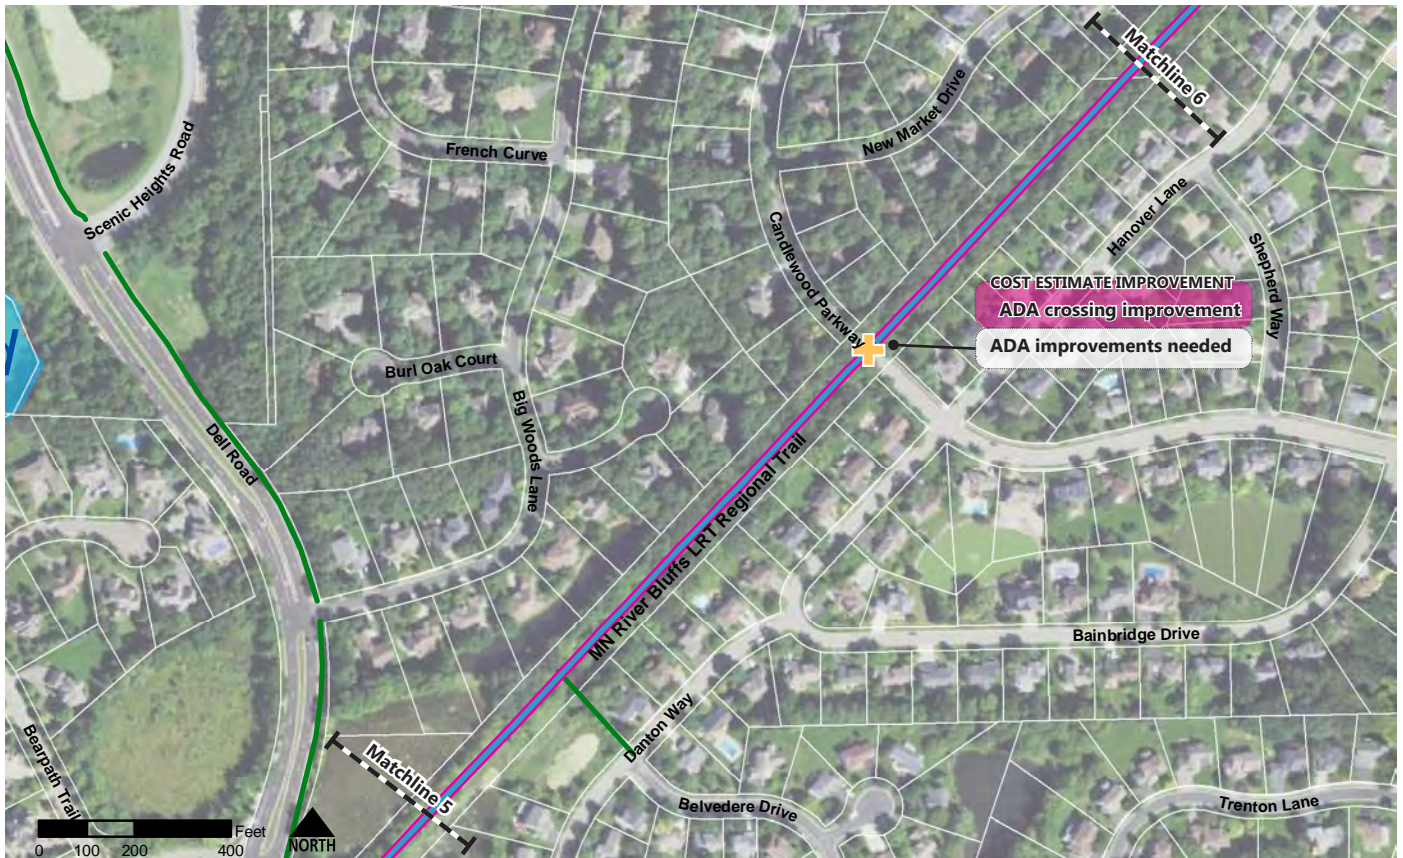 Matchline 6
New Market Drive
French Curve
Scenic Heights Road
Hanover Lane
Candlewood Parkway
Shepherd Way
COST ESTIMATE IMPROVEMENT
ADA crossing improvement
ADA improvements needed
Burl Oak Court
Big Woods Lane
Dell Road
MN River Bluffs LRT Regional Trail
Bainbridge Drive
Danton Way
Bearpath Trail
Matchline 5
Belvedere Drive
Trenton Lane
Feet
0 100 200 400
NORTH